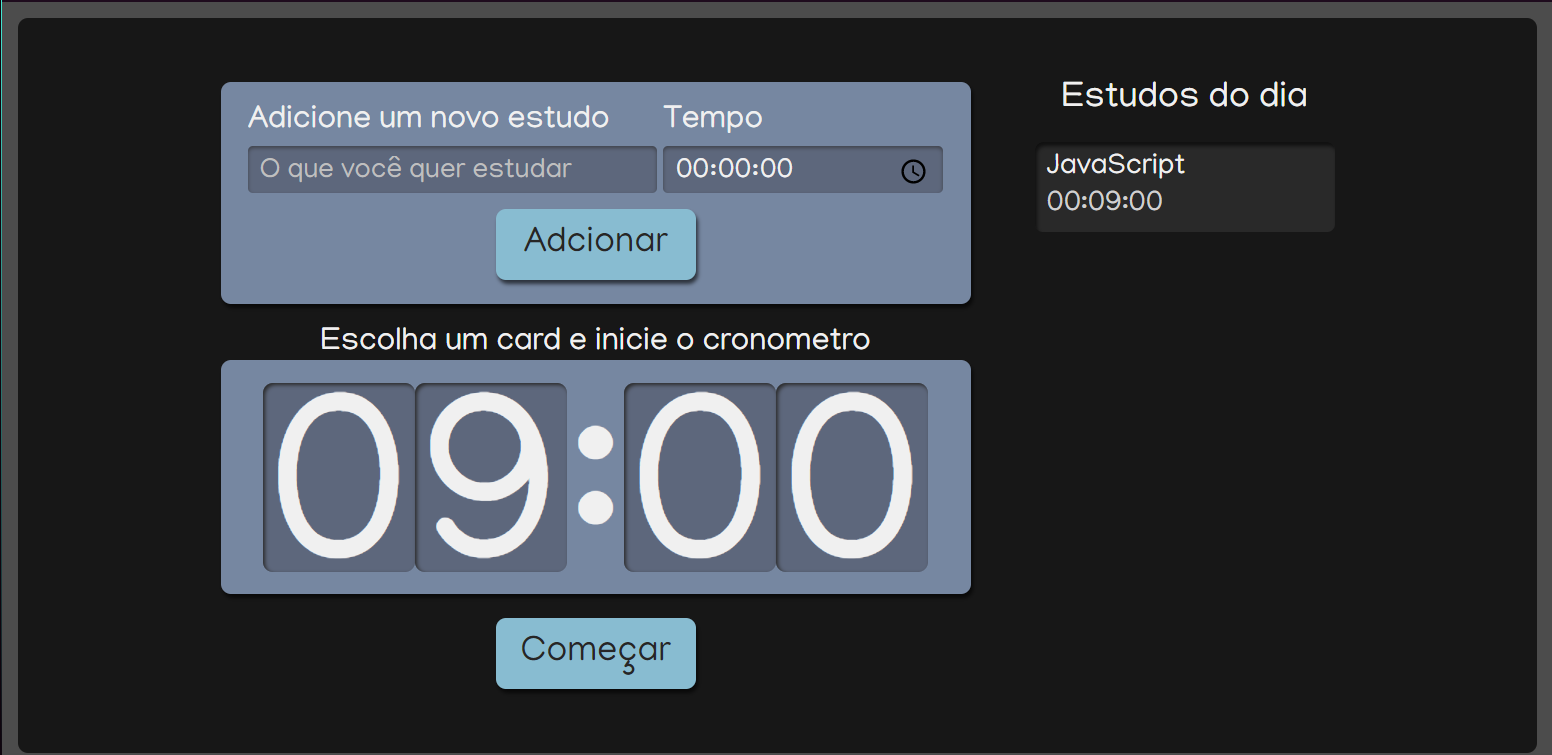 Adicione um novo estudo Tempo
O que você quer estudar 00:00:00
Adcionar
Escolha um card e inicie o cronometro
09:00
Começar
Estudos do dia
JavaScript
00:09:00